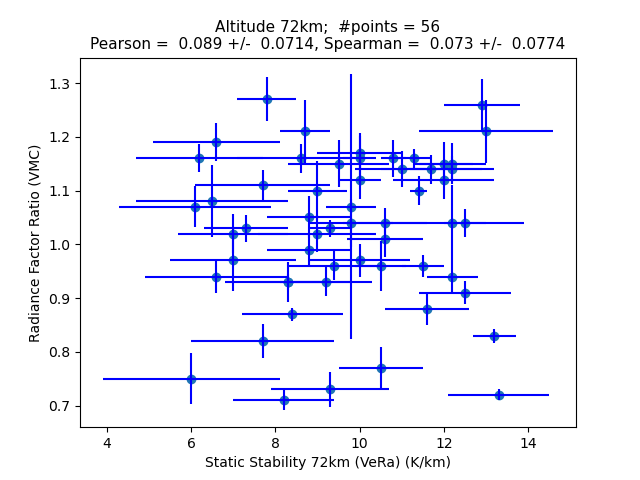 Altitude 72km;  #points = 56
Pearson =  0.089 +/-  0.0714, Spearman =  0.073 +/-  0.0774
1.3
1.2
1.1
1.0
0.9
0.8
0.7
Radiance Factor Ratio (VMC)
4 6 8 10 12 14
Static Stability 72km (VeRa) (K/km)